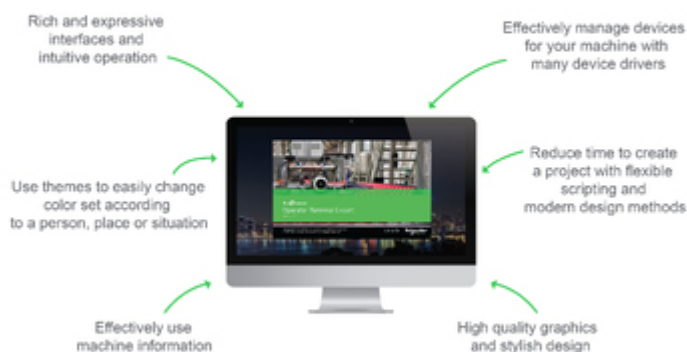 Rich and expressive
interfaces and
intuitive operation
Effectively manage devices
for your machine with
many device drivers
Use themes to easily change
color set according
to a person, place or situation
Reduce time to create
a project with flexible
scripting and
modern design methods
Operator Terminal Expert
Effectively use
machine information
High quality graphics
and stylish design